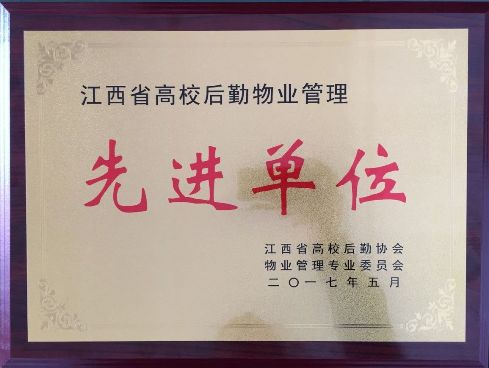 江西省高校后勤物业管理
先进单位
江西省高校后勤协会
物业管理专业委员会
二〇一七年五月